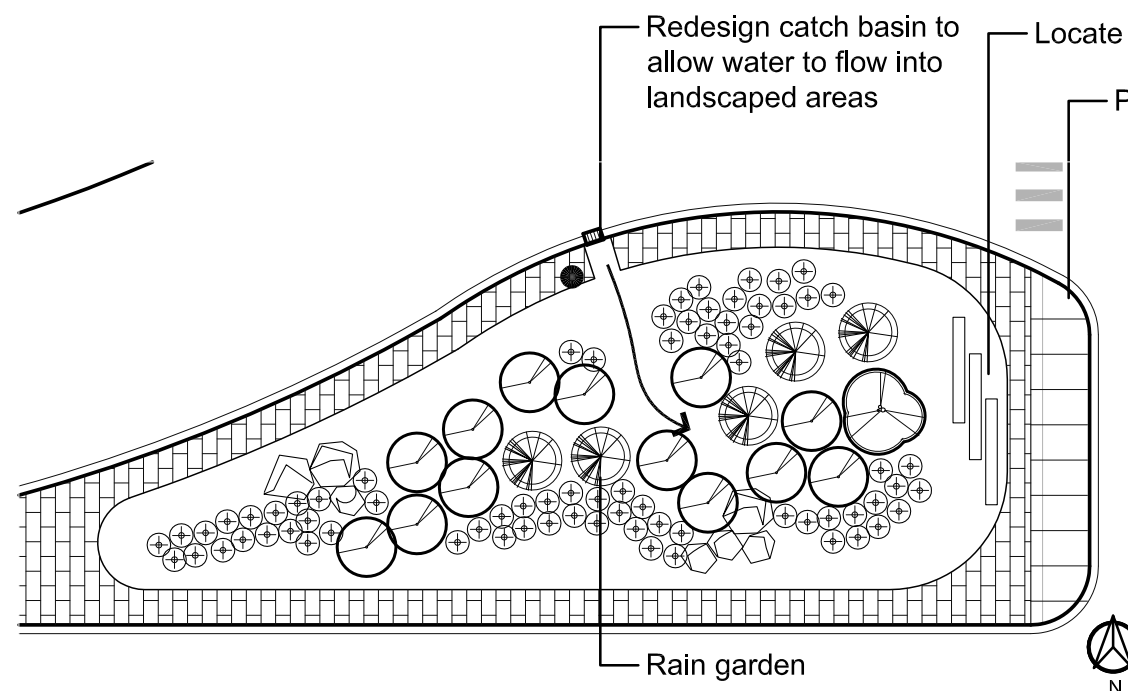 Redesign catch basin to
allow water to flow into
landscaped areas
Locate
P
Rain garden
N